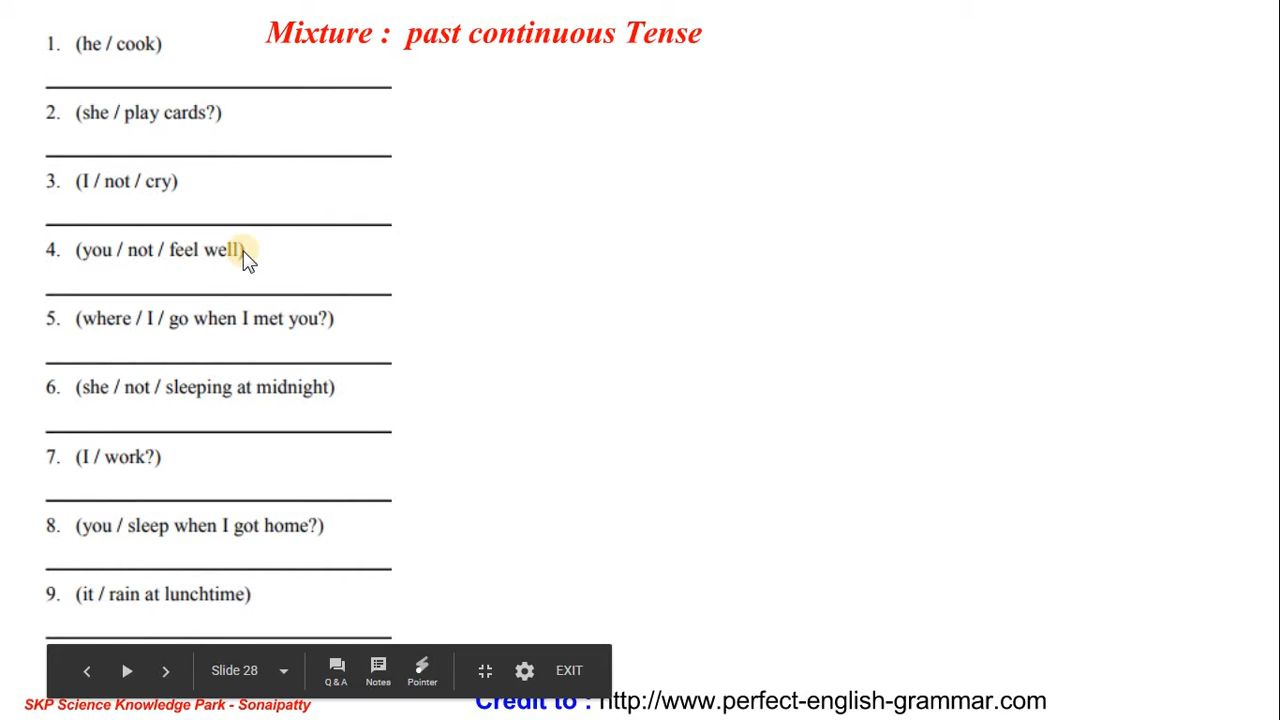 Mixture :  past continuous Tense
1. (he / cook)
2. (she / play cards?)
3. (I / not / cry)
4. (you / not / feel well)
5. (where / I / go when I met you?)
6. (she / not / sleeping at midnight)
7. (I / work?)
8. (you / sleep when I got home?)
9. (it / rain at lunchtime)
Slide 28
Q & A
Notes
Pointer
EXIT
SKP Science Knowledge Park - Sonaipatty
Credit to : http://www.perfect-english-grammar.com